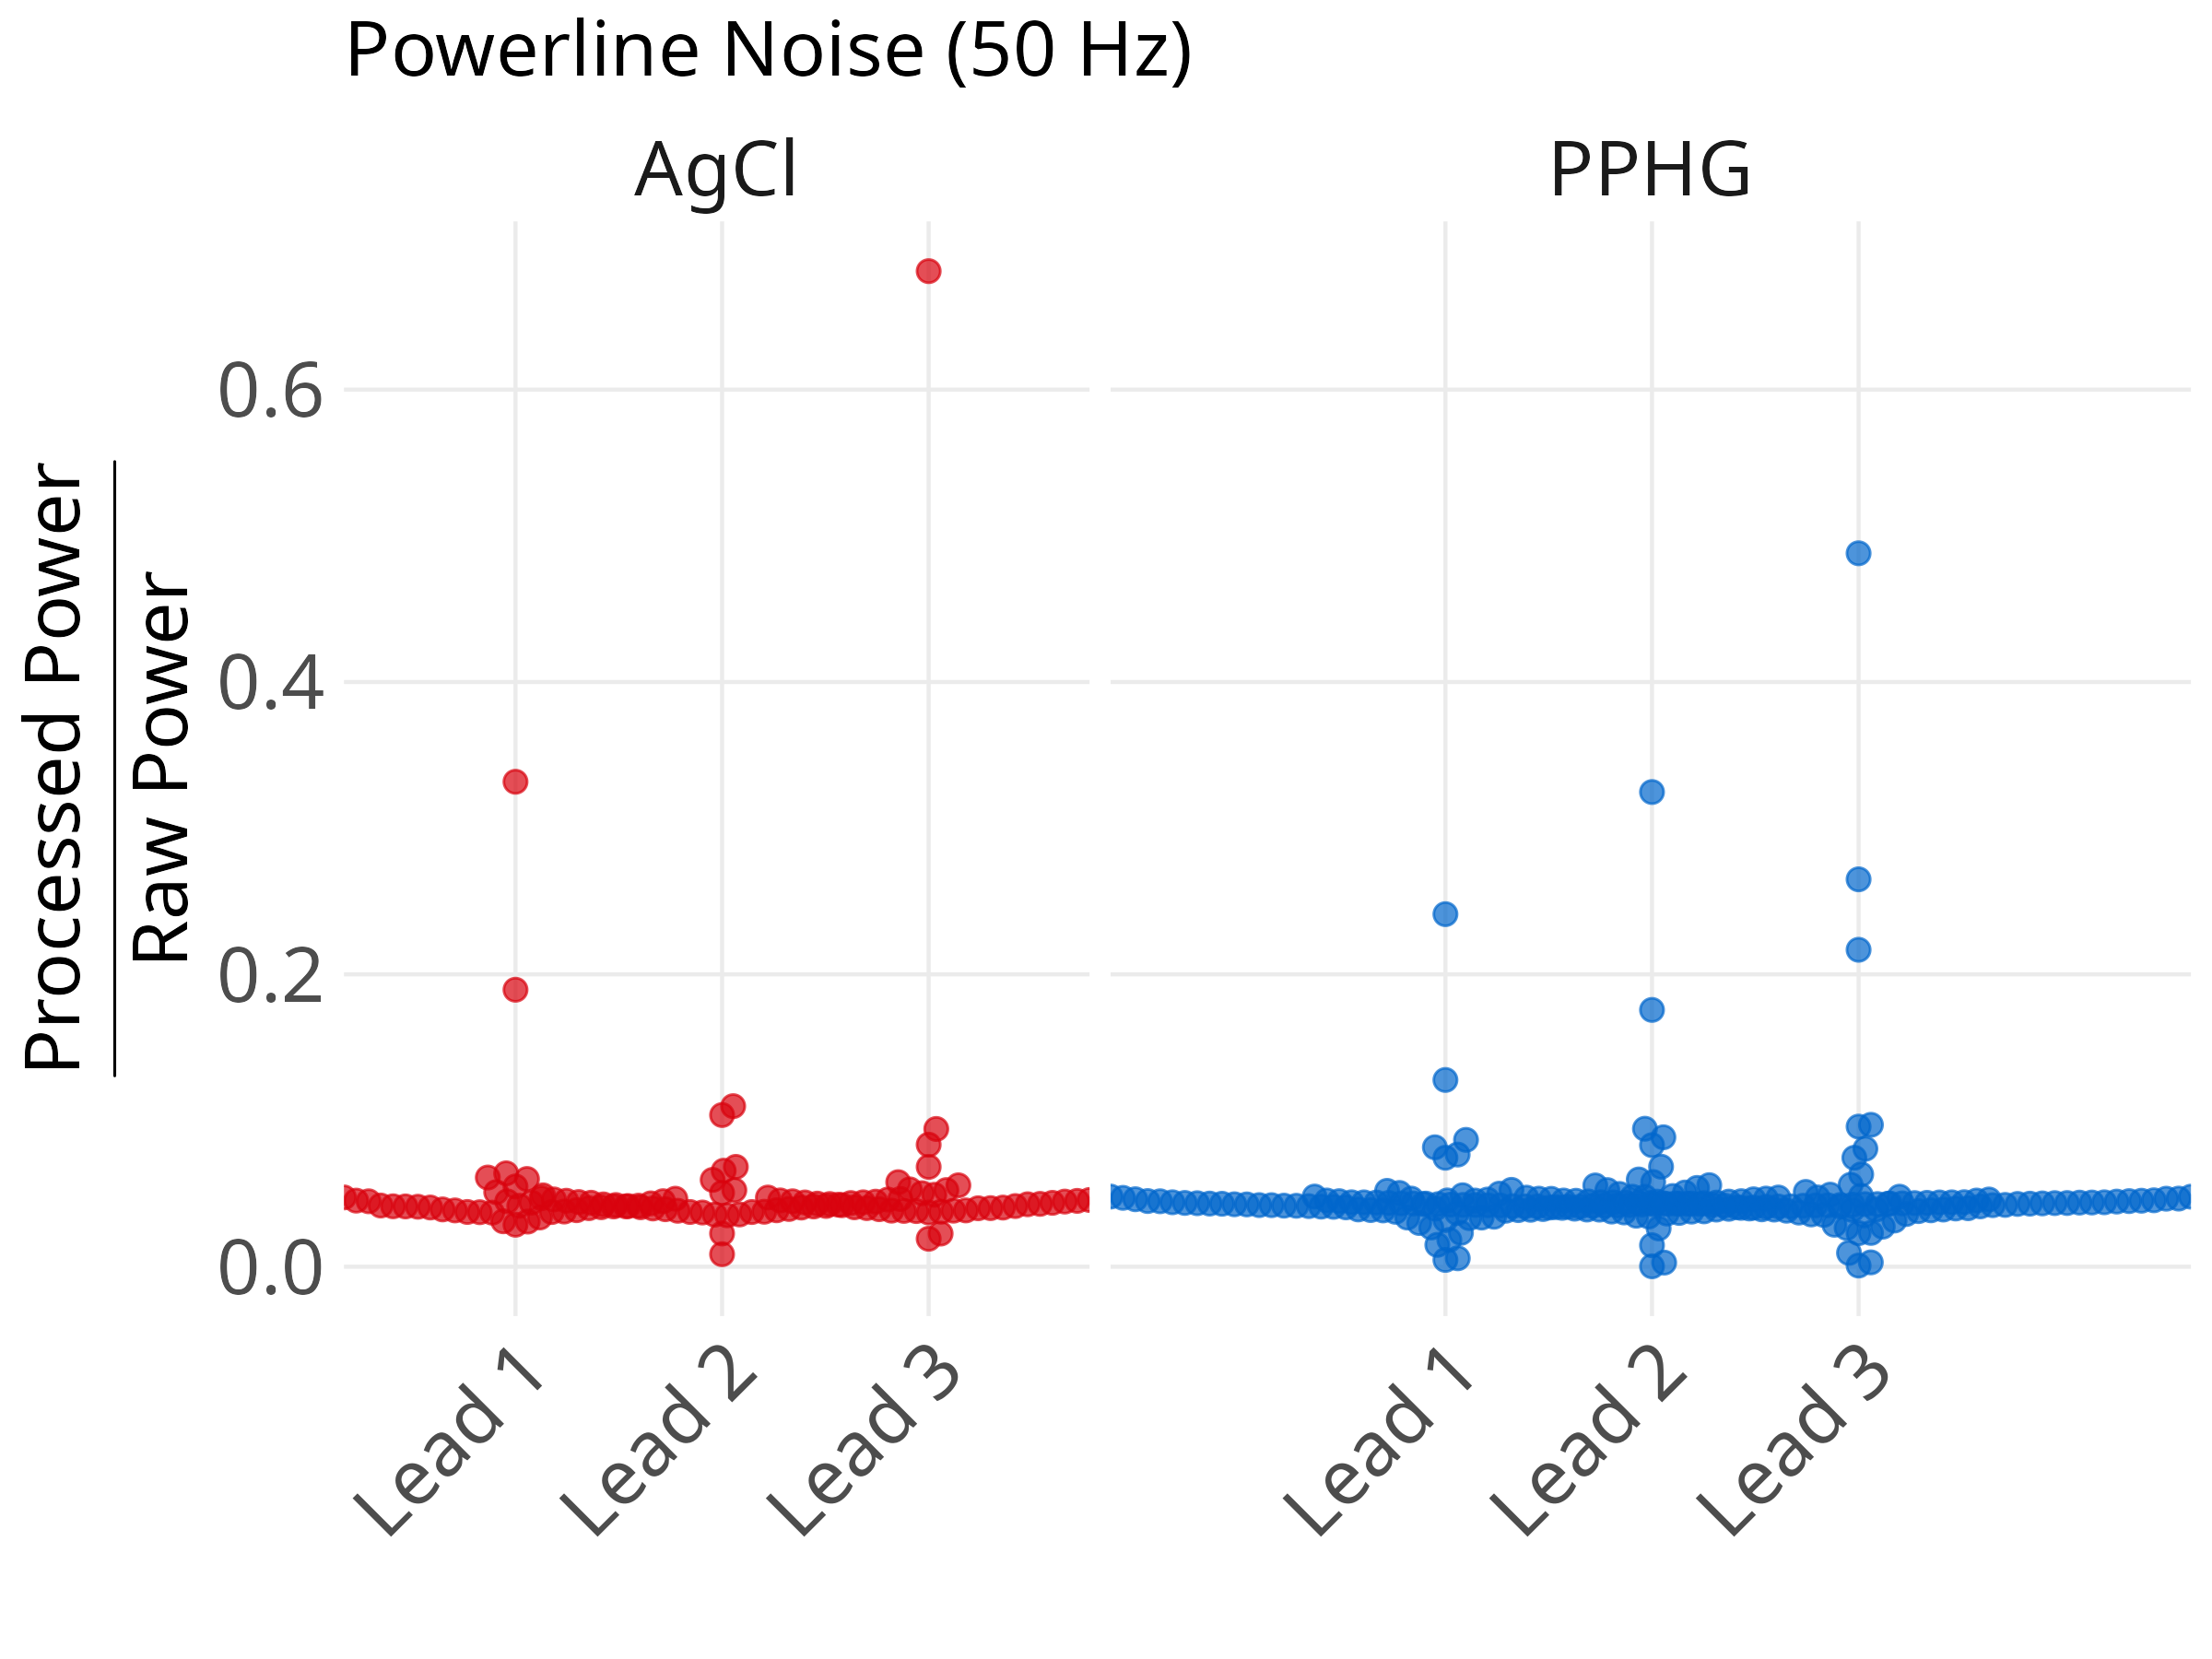 Powerline Noise (50 Hz)
AgCl
PPHG
Processed Power
Raw Power
0.6
0.4
0.2
0.0
Lead 1
Lead 2
Lead 3
Lead 1
Lead 2
Lead 3